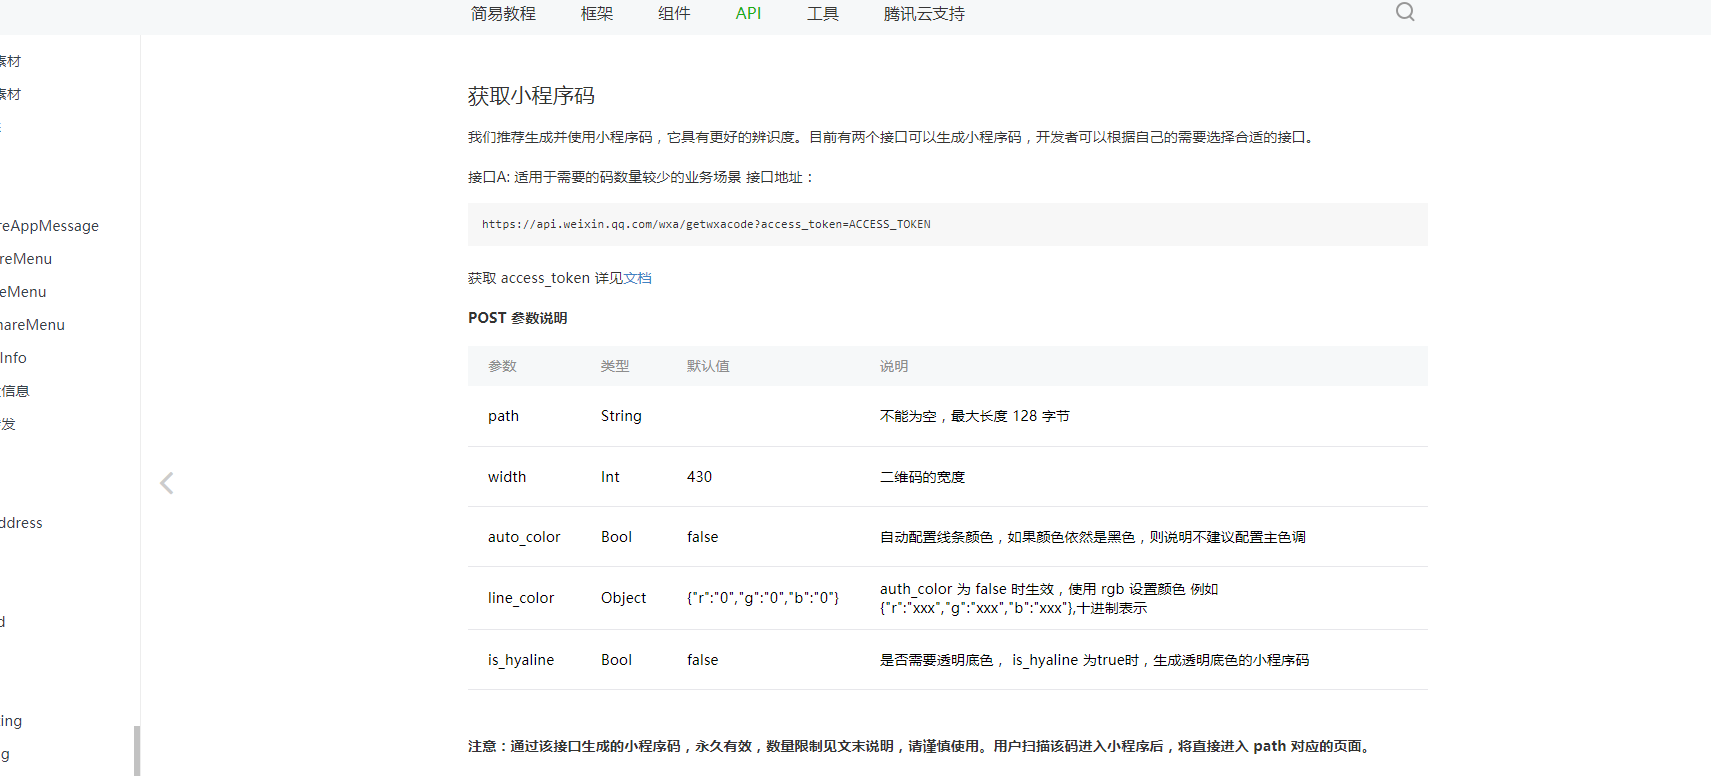 简易教程 框架 组件 API 工具 腾讯云支持
素材
素材
reAppMessage
reMenu
eMenu
hareMenu
Info
信息
发
ddress
d
ting
g
获取小程序码
我们推荐生成并使用小程序码，它具有更好的辨识度。目前有两个接口可以生成小程序码，开发者可以根据自己的需要选择合适的接口。
接口A: 适用于需要的码数量较少的业务场景 接口地址：
https://api.weixin.qq.com/wxa/getwxacode?access_token=ACCESS_TOKEN
获取 access_token 详见文档
POST 参数说明
参数 类型 默认值 说明
path String 不能为空，最大长度 128 字节
width Int 430 二维码的宽度
auto_color Bool false 自动配置线条颜色，如果颜色依然是黑色，则说明不建议配置主色调
line_color Object {"r":"0","g":"0","b":"0"} auth_color 为 false 时生效，使用 rgb 设置颜色 例如
{"r":"xxx","g":"xxx","b":"xxx"},十进制表示
is_hyaline Bool false 是否需要透明底色， is_hyaline 为true时，生成透明底色的小程序码
注意：通过该接口生成的小程序码，永久有效，数量限制见文末说明，请谨慎使用。用户扫描该码进入小程序后，将直接进入 path 对应的页面。